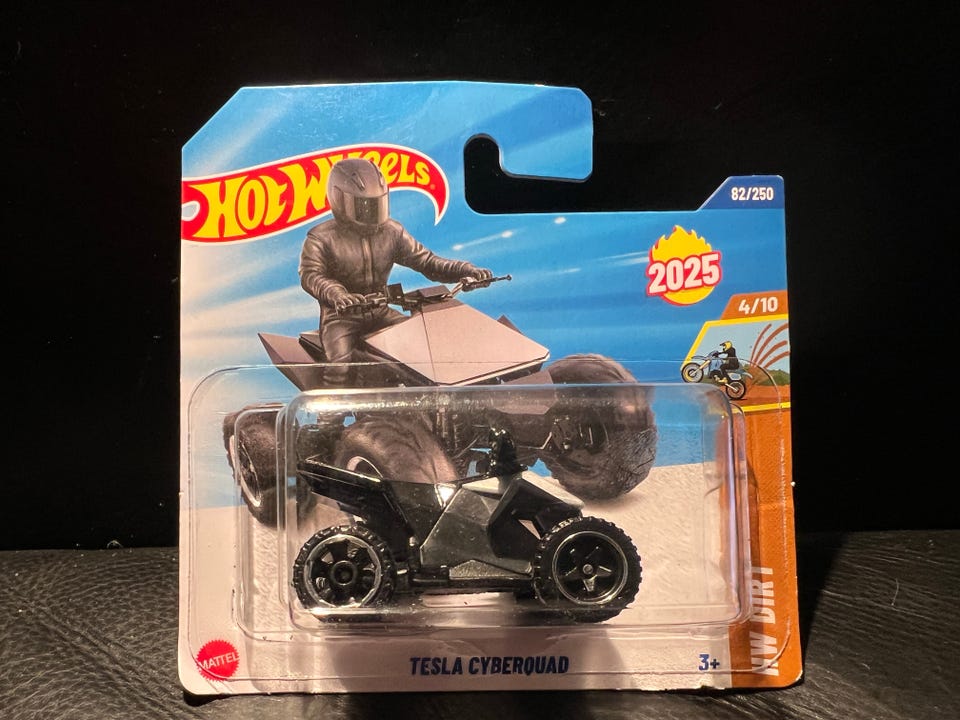 HOT WHEELS
82/250
2025
4/10
HW DIRT
MATTEL
TESLA CYBERQUAD
3+